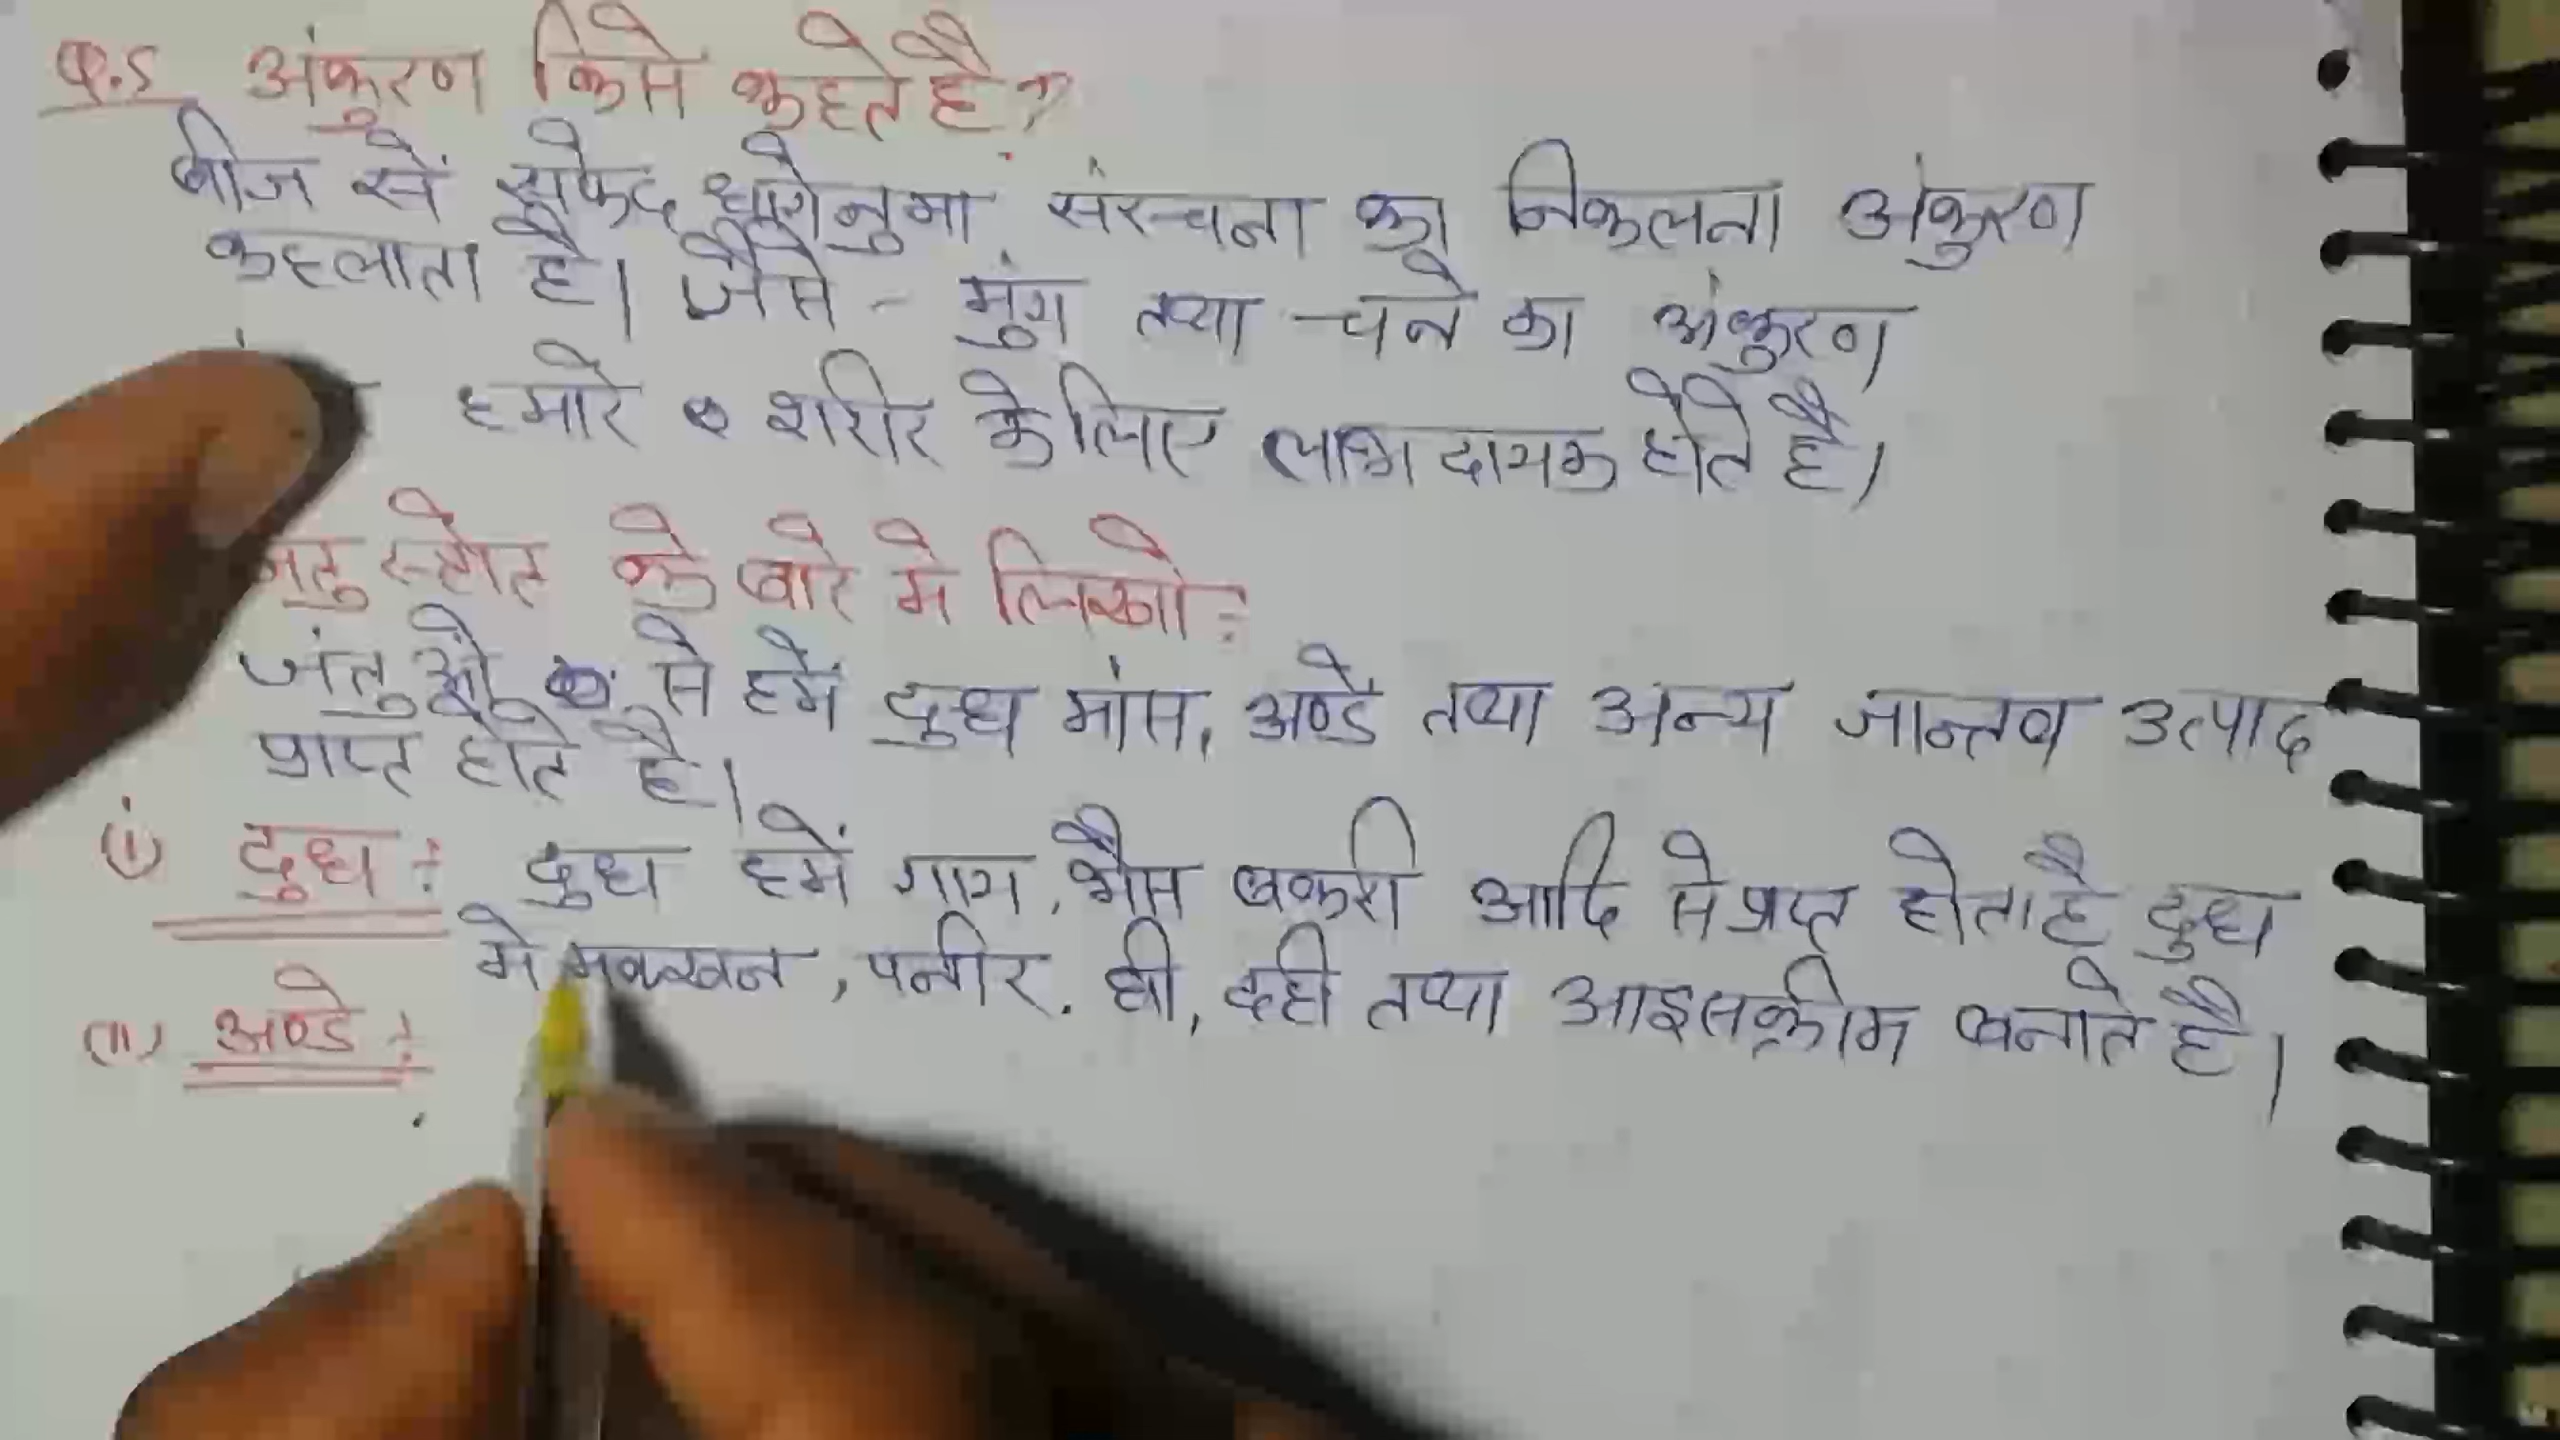 Q.5 अंकुरण किसे कहते है?
बीज से सफेद धागेनुमा संरचना का निकलना अंकुरण
कहलाता है। जैसे - मुंग तथा चने का अंकुरण
हमारे शरीर के लिए लाभदायक होते है।
जंतु स्त्रोत के बारे मे लिखो:
जंतुओं से हमें दुध मांस, अण्डे तथा अन्य जान्तव उत्पाद
प्राप्त होते है।
(i) दुध : दुध हमें गाय, भैस बकरी आदि से प्राप्त होता है दुध
मे मक्खन, पनीर, घी, दही तथा आइसक्रीम बनाते है।
(ii) अण्डे :